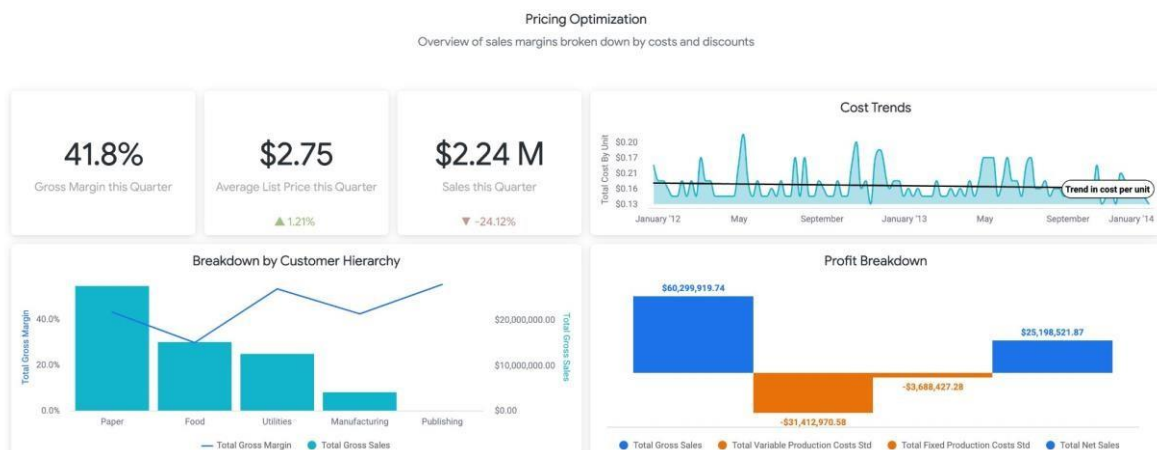 Pricing Optimization
Overview of sales margins broken down by costs and discounts
41.8%
Gross Margin this Quarter
$2.75
Average List Price this Quarter
▲ 1.21%
$2.24 M
Sales this Quarter
▼ -24.12%
Cost Trends
Total Cost By Unit
$0.20
$0.17
$0.21
$0.16
$0.13
Trend in cost per unit
January '12
May
September
January '13
May
September
January '14
Breakdown by Customer Hierarchy
Total Gross Margin
40.0%
20.0%
0.0%
$20,000,000.00
$10,000,000.00
$0.00
Total Gross Sales
Paper
Food
Utilities
Manufacturing
Publishing
Total Gross Margin
Total Gross Sales
Profit Breakdown
$60,299,919.74
-$31,412,970.58
-$3,688,427.28
$25,198,521.87
Total Gross Sales
Total Variable Production Costs Std
Total Fixed Production Costs Std
Total Net Sales